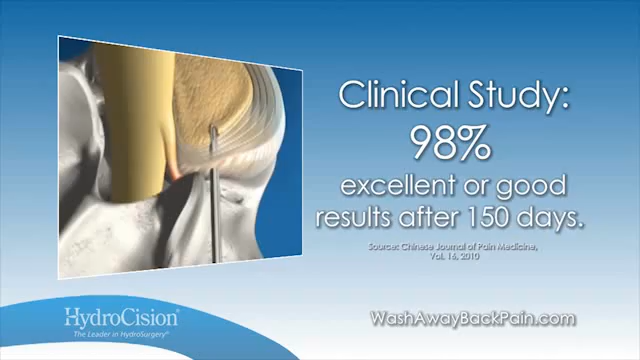 Clinical Study:
98%
excellent or good
results after 150 days.
Source: Chinese Journal of Pain Medicine,
Vol. 16, 2010
HydroCision®
The Leader in HydroSurgery®
WashAwayBackPain.com